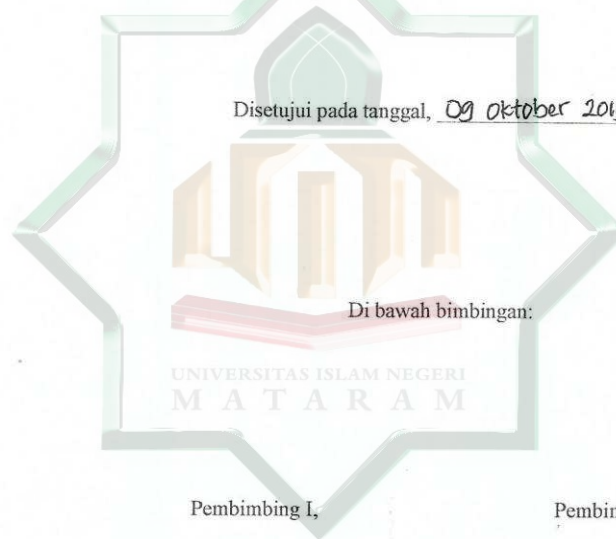 Disetujui pada tanggal, 09 Oktober
Di bawah bimbingan:
UNIVERSITAS ISLAM NEGERI
MATARAM
Pembimbing I,